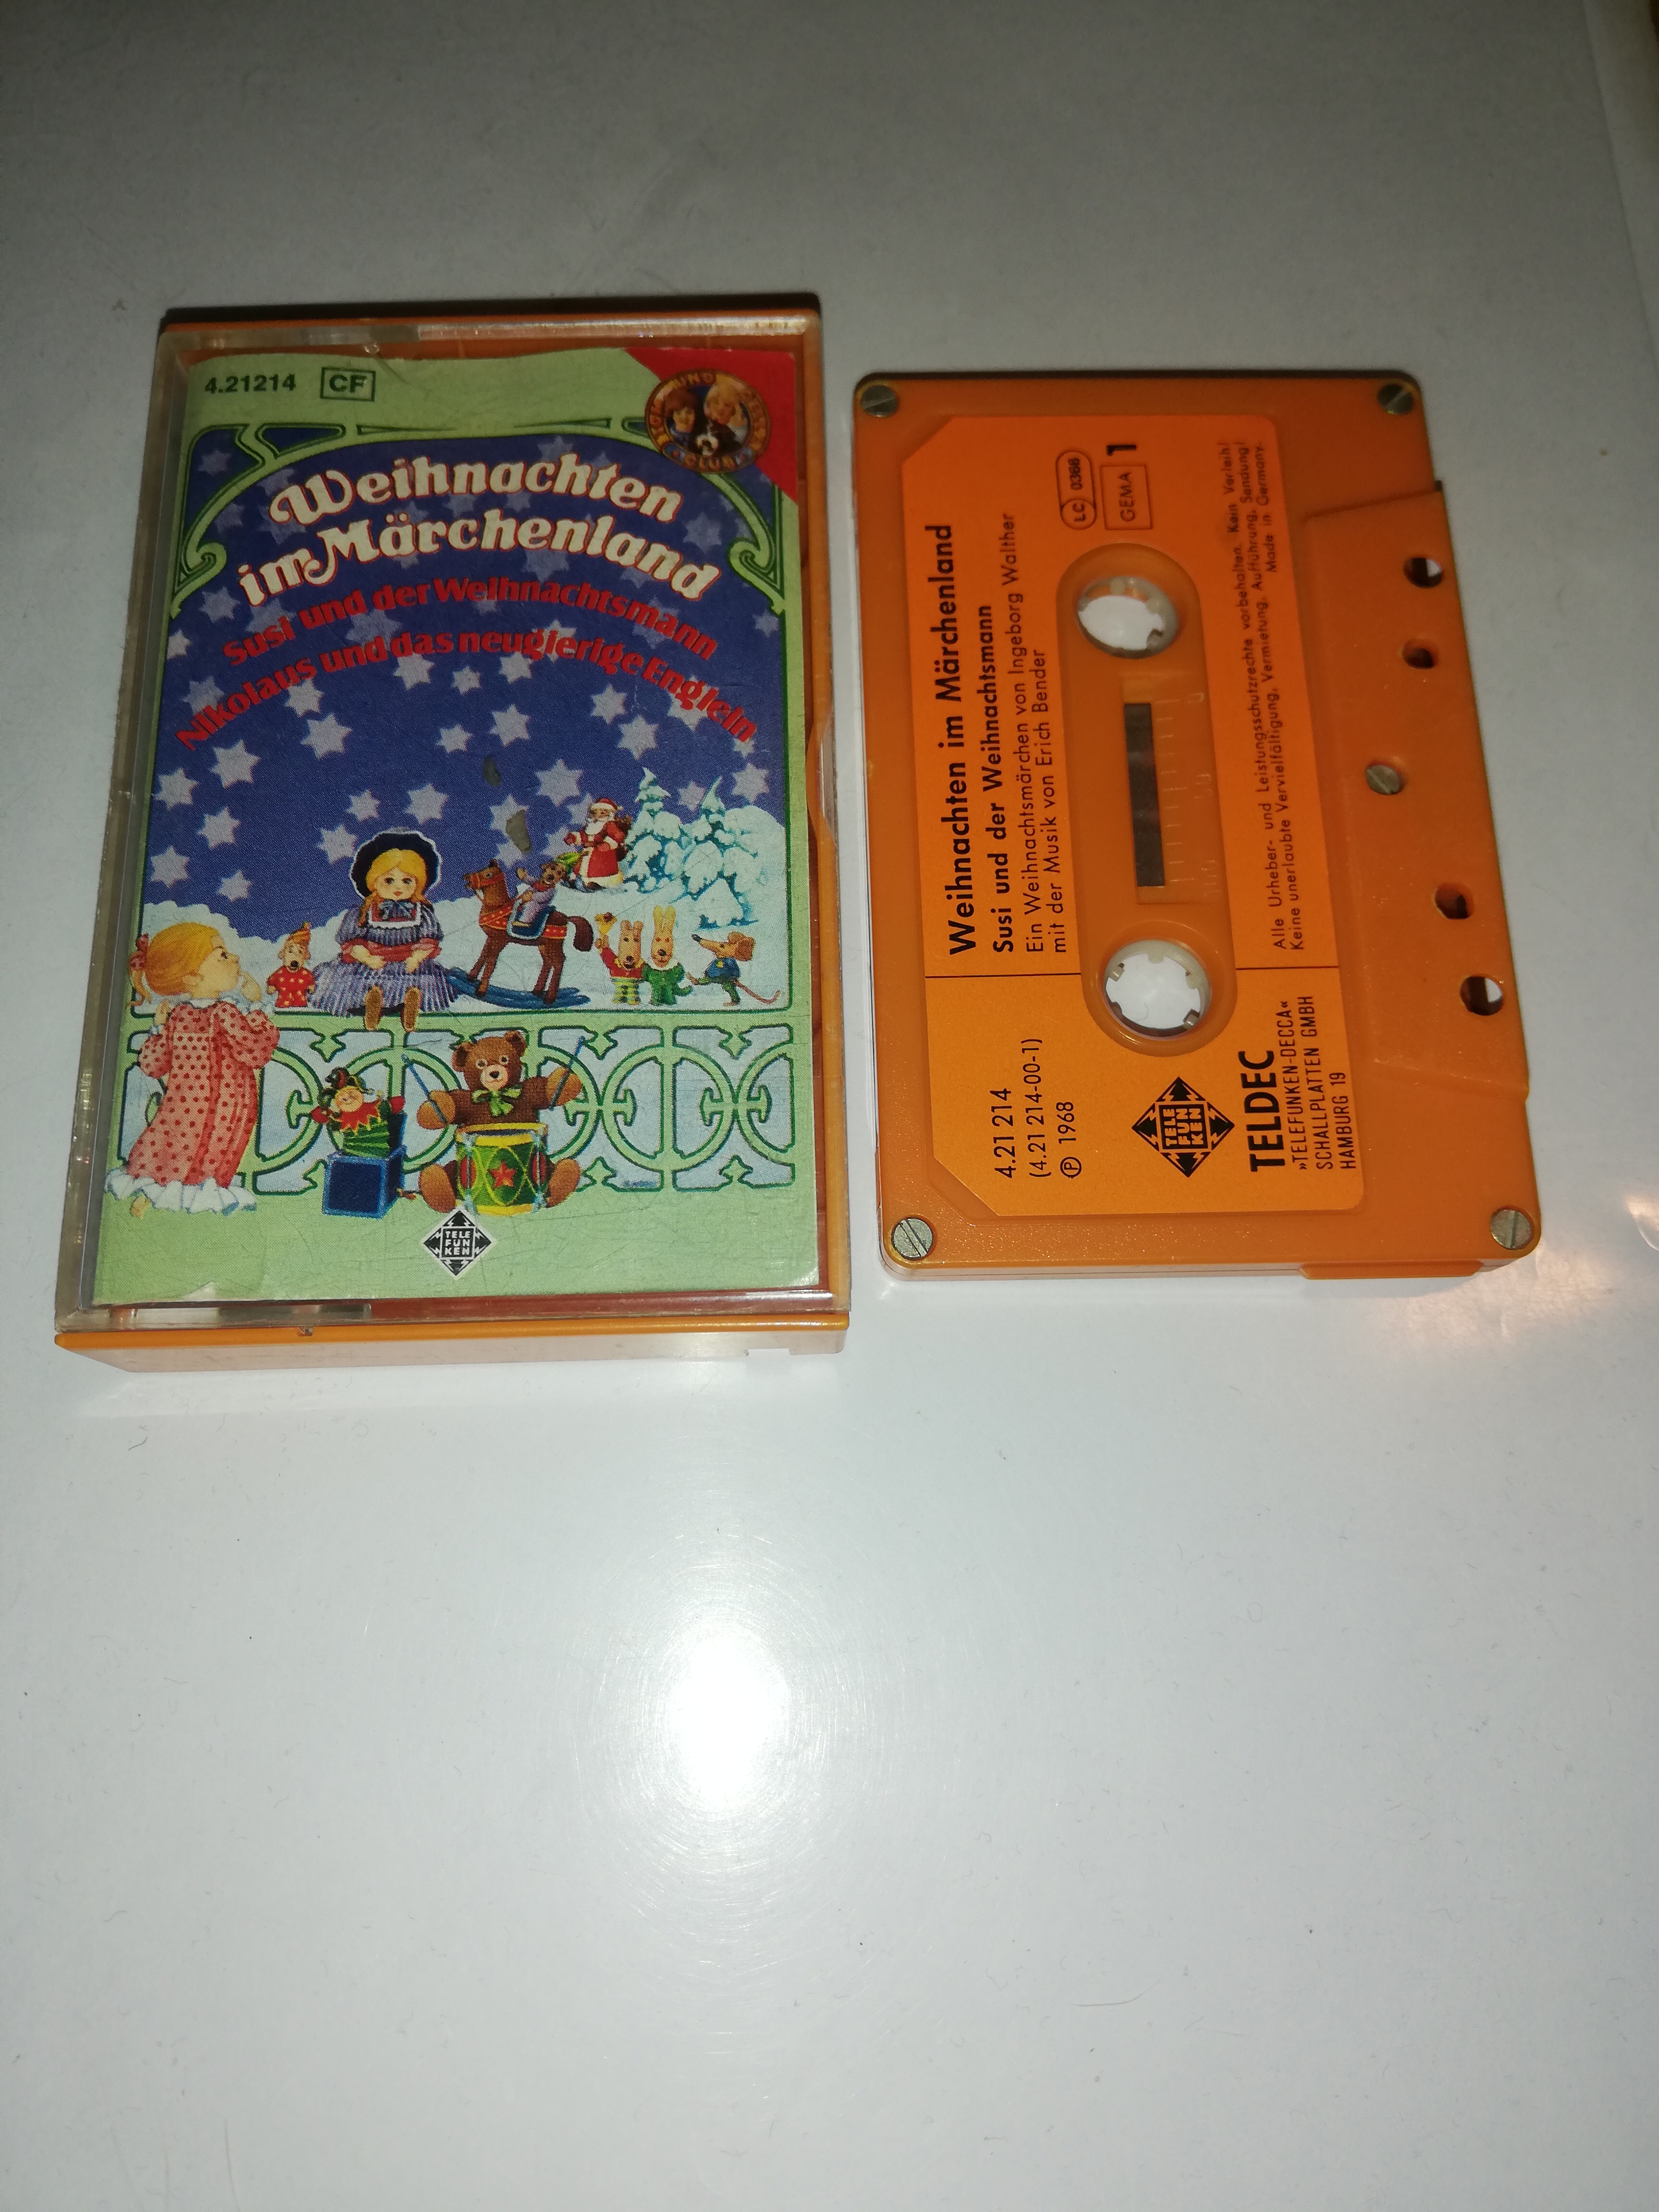 4.21214 CF
UND
CLUB
Weihnachten
im Märchenland
Susi und der Weihnachtsmann
Nikolaus und das neugierige Englein
TELE
FUN
KEN
Weihnachten im Märchenland
Susi und der Weihnachtsmann
Ein Weihnachtsmärchen von Ingeborg Walther
mit der Musik von Erich Bender
LC 0366
GEMA 1
Alle Urheber- und Leistungsschutzrechte vorbehalten. Kein Verleih!
Keine unerlaubte Vervielfältigung, Vermietung, Aufführung, Sendung!
Made in Germany.
4.21 214
(4.21 214-00-1)
Ⓟ 1968
TELE
FUN
KEN
TELDEC
»TELEFUNKEN-DECCA«
SCHALLPLATTEN GMBH
HAMBURG 19